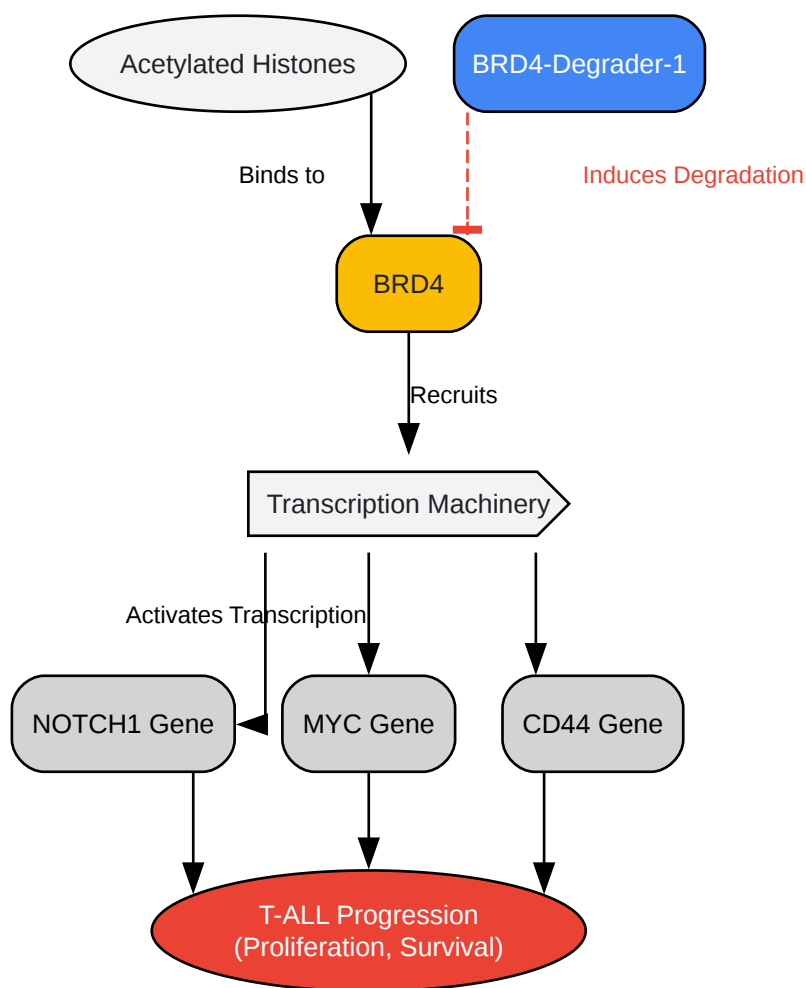 Acetylated Histones
BRD4-Degrader-1
Binds to
Induces Degradation
BRD4
Recruits
Transcription Machinery
Activates Transcription
NOTCH1 Gene
MYC Gene
CD44 Gene
T-ALL Progression
(Proliferation, Survival)